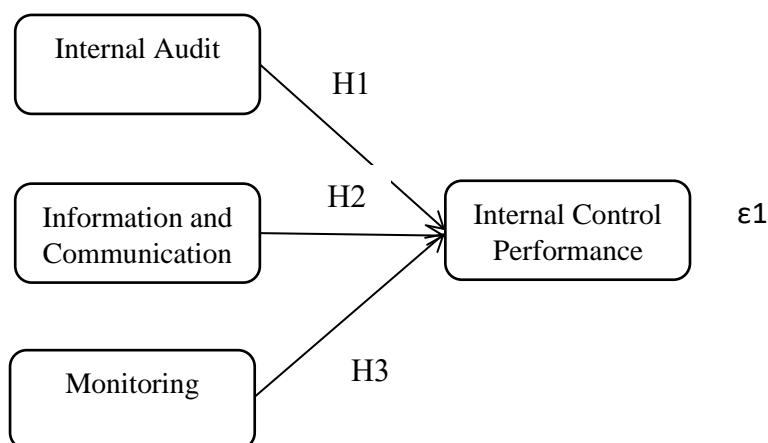 Internal Audit
H1
Information and
Communication
H2
Internal Control
Performance
ε1
Monitoring
H3